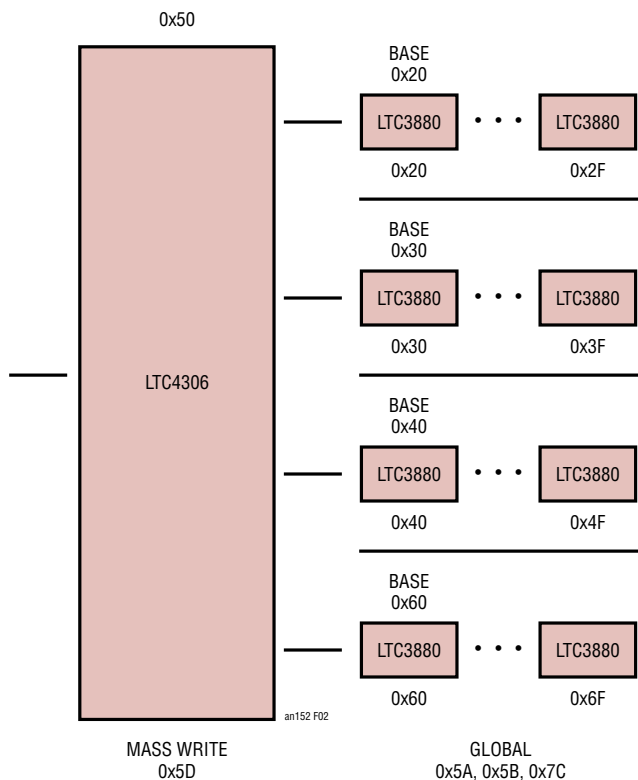 0x50
LTC4306
BASE
0x20
LTC3880 • • • LTC3880
0x20 0x2F
BASE
0x30
LTC3880 • • • LTC3880
0x30 0x3F
BASE
0x40
LTC3880 • • • LTC3880
0x40 0x4F
BASE
0x60
LTC3880 • • • LTC3880
0x60 0x6F
an152 F02
MASS WRITE
0x5D
GLOBAL
0x5A, 0x5B, 0x7C